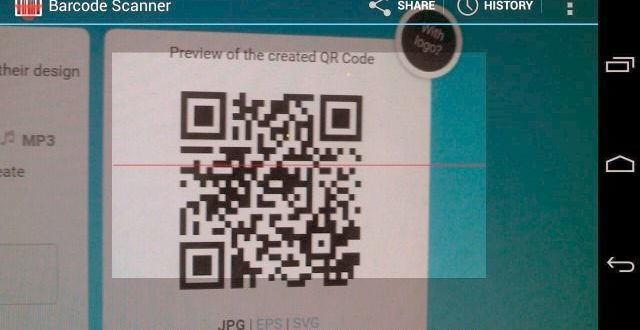 Barcode Scanner
SHARE
HISTORY
With
logo?
Preview of the created QR Code
their design
MP3
eate
JPG | EPS | SVG